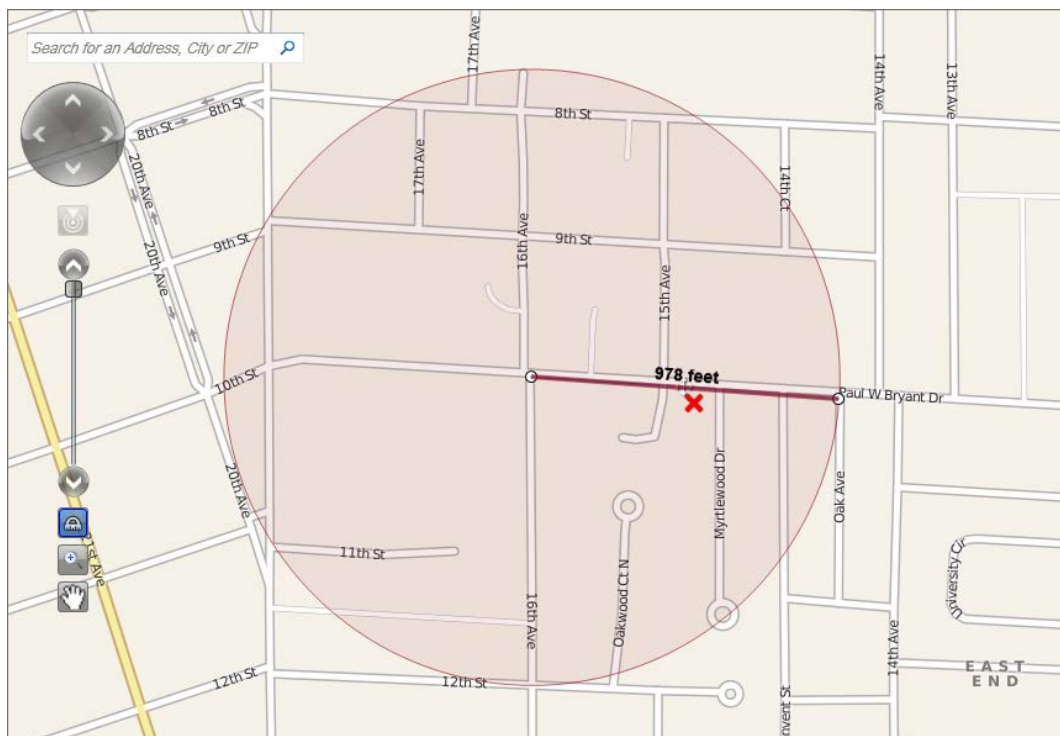 Search for an Address, City or ZIP
17th Ave
14th Ave
13th Ave
8th St
8th St
8th St
17th Ave
14th Ct
20th Ave
16th Ave
9th St
9th St
20th Ave
15th Ave
978 feet
10th St
Paul W Bryant Dr
20th Ave
Myrtlewood Dr
Oak Ave
21st Ave
11th St
University Cir
16th Ave
Oakwood Ct N
14th Ave
EAST
END
12th St
12th St